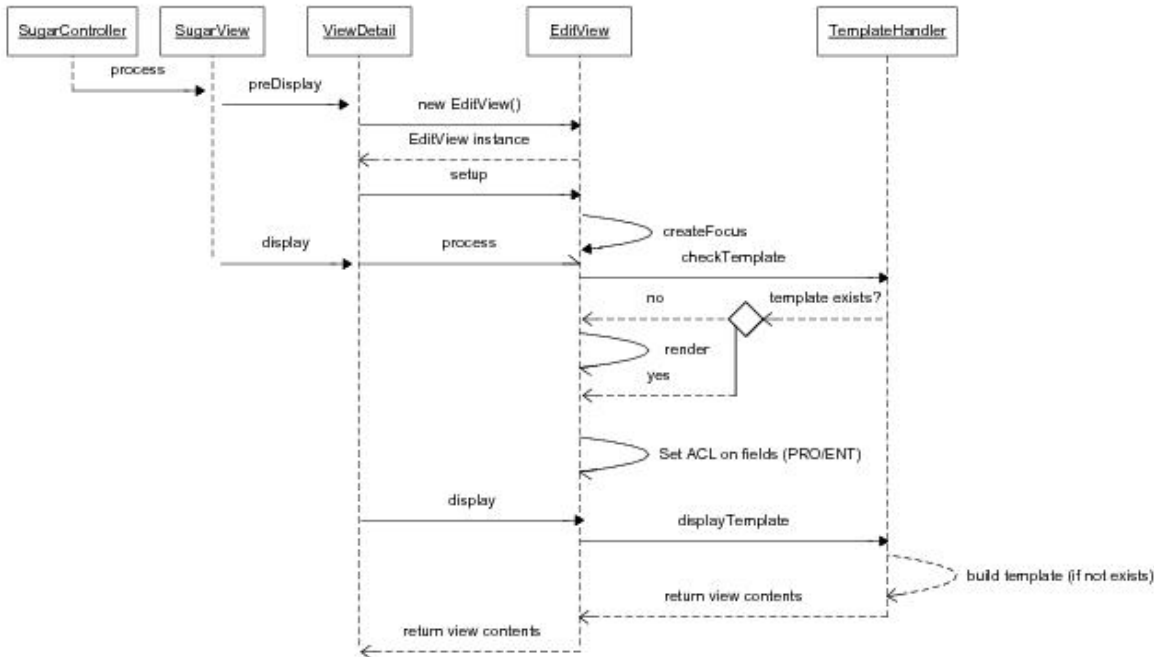 SugarController
SugarView
ViewDetail
EditView
TemplateHandler
process
preDisplay
new EditView()
EditView instance
setup
createFocus
display
process
checkTemplate
no
template exists?
render
yes
Set ACL on fields (PRO/ENT)
display
displayTemplate
build template (if not exists)
return view contents
return view contents